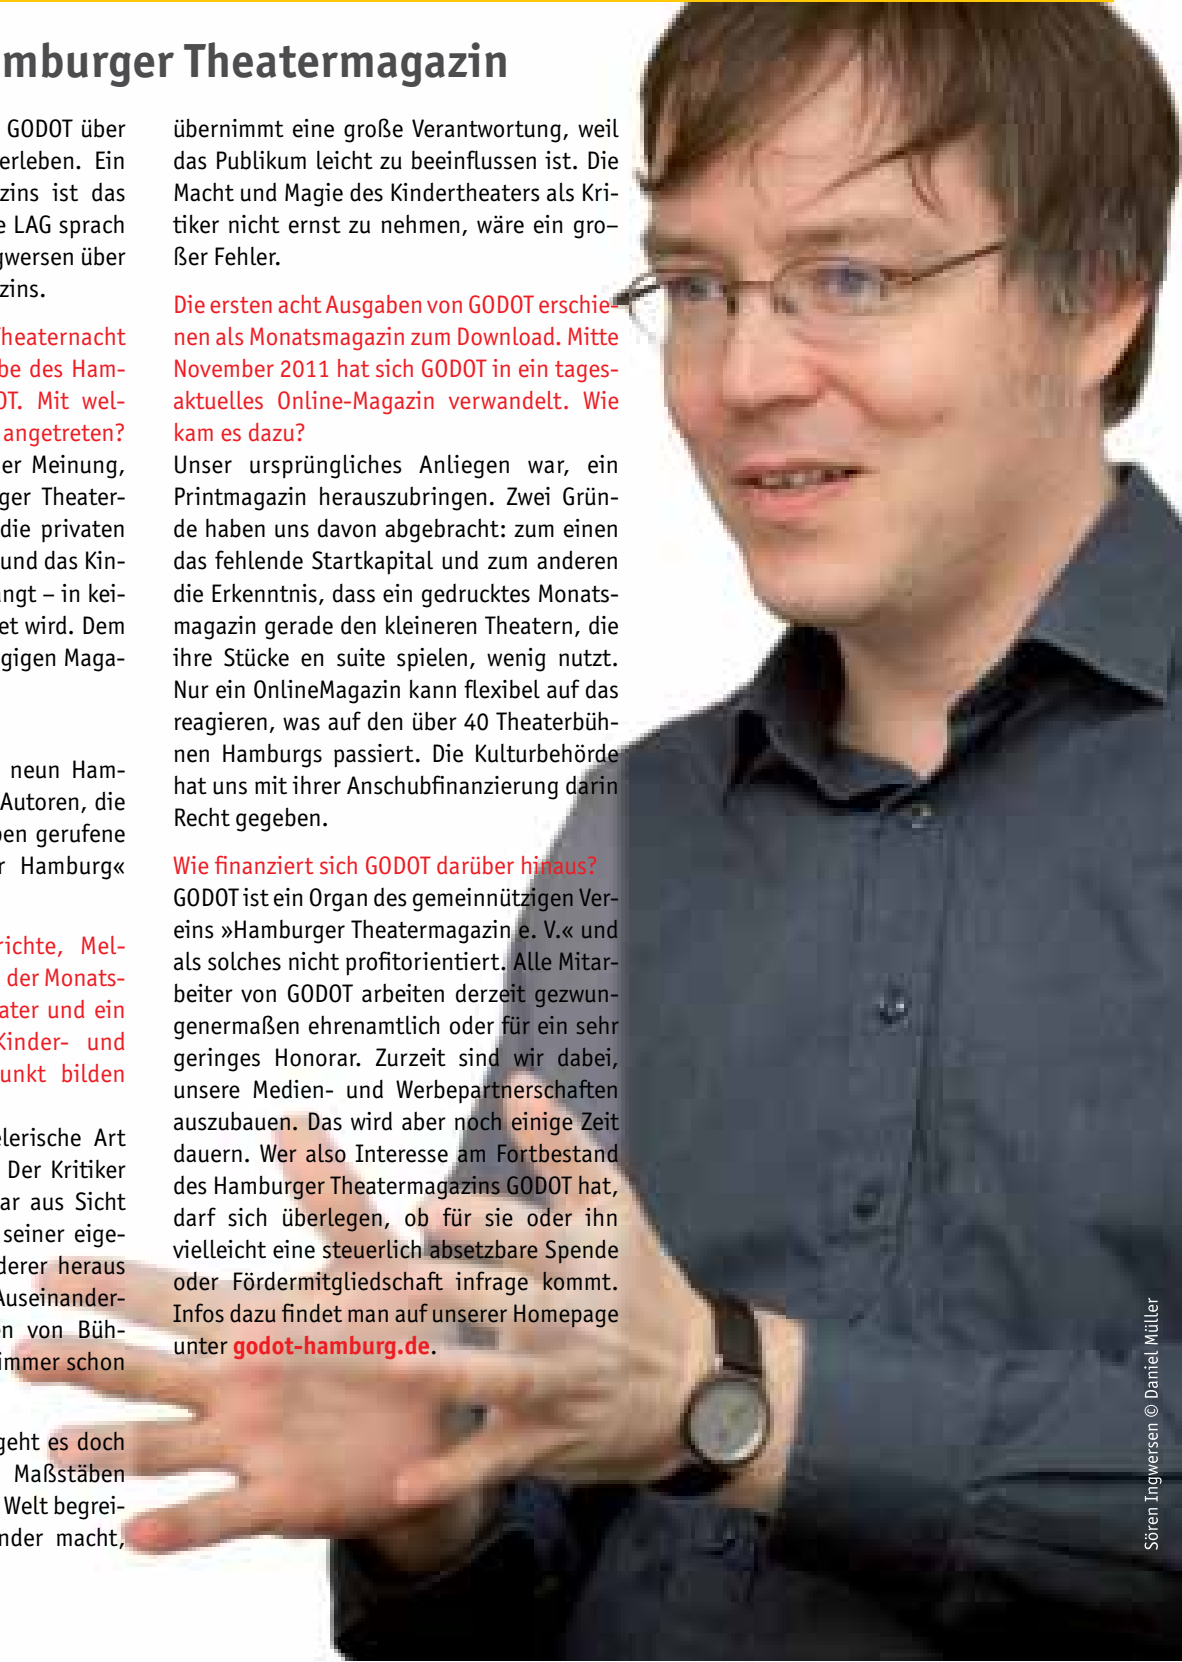 mburger Theatermagazin
GODOT über
erleben. Ein
zins ist das
e LAG sprach
gwersen über
zins.
Theaternacht
be des Ham-
OT. Mit wel-
angetreten?
er Meinung,
ger Theater-
die privaten
und das Kin-
ngt – in kei-
et wird. Dem
gigen Maga-
neun Ham-
Autoren, die
ben gerufene
r Hamburg«
richte, Mel-
der Monats-
ater und ein
Kinder- und
unkt bilden
elerische Art
Der Kritiker
ar aus Sicht
seiner eige-
derer heraus
Auseinander-
en von Büh-
immer schon
geht es doch
Maßstäben
Welt begrei-
nder macht,
übernimmt eine große Verantwortung, weil
das Publikum leicht zu beeinflussen ist. Die
Macht und Magie des Kindertheaters als Kri-
tiker nicht ernst zu nehmen, wäre ein gro–
ßer Fehler.
Die ersten acht Ausgaben von GODOT erschie-
nen als Monatsmagazin zum Download. Mitte
November 2011 hat sich GODOT in ein tages-
aktuelles Online-Magazin verwandelt. Wie
kam es dazu?
Unser ursprüngliches Anliegen war, ein
Printmagazin herauszubringen. Zwei Grün-
de haben uns davon abgebracht: zum einen
das fehlende Startkapital und zum anderen
die Erkenntnis, dass ein gedrucktes Monats-
magazin gerade den kleineren Theatern, die
ihre Stücke en suite spielen, wenig nutzt.
Nur ein OnlineMagazin kann flexibel auf das
reagieren, was auf den über 40 Theaterbüh-
nen Hamburgs passiert. Die Kulturbehörde
hat uns mit ihrer Anschubfinanzierung darin
Recht gegeben.
Wie finanziert sich GODOT darüber hinaus?
GODOT ist ein Organ des gemeinnützigen Ver-
eins »Hamburger Theatermagazin e. V.« und
als solches nicht profitorientiert. Alle Mitar-
beiter von GODOT arbeiten derzeit gezwun-
genermaßen ehrenamtlich oder für ein sehr
geringes Honorar. Zurzeit sind wir dabei,
unsere Medien- und Werbepartnerschaften
auszubauen. Das wird aber noch einige Zeit
dauern. Wer also Interesse am Fortbestand
des Hamburger Theatermagazins GODOT hat,
darf sich überlegen, ob für sie oder ihn
vielleicht eine steuerlich absetzbare Spende
oder Fördermitgliedschaft infrage kommt.
Infos dazu findet man auf unserer Homepage
unter godot-hamburg.de.
Sören Ingwersen © Daniel Müller